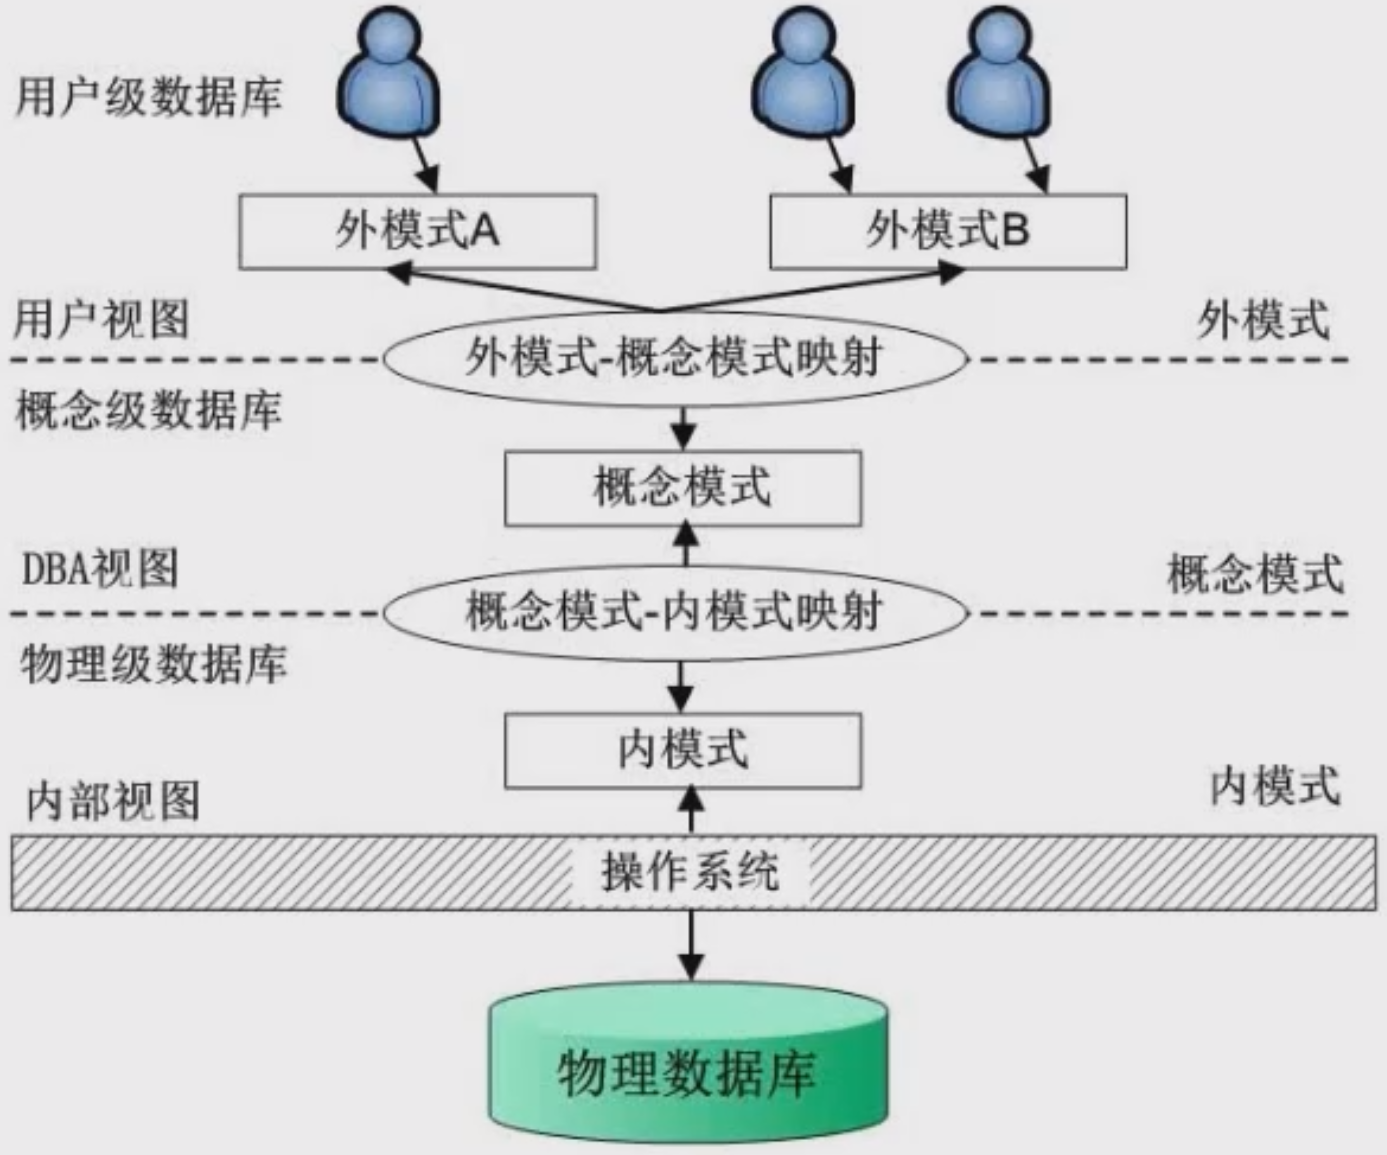 用户级数据库
外模式A
外模式B
用户视图
外模式
外模式-概念模式映射
概念级数据库
概念模式
DBA视图
概念模式
概念模式-内模式映射
物理级数据库
内模式
内部视图
内模式
操作系统
物理数据库